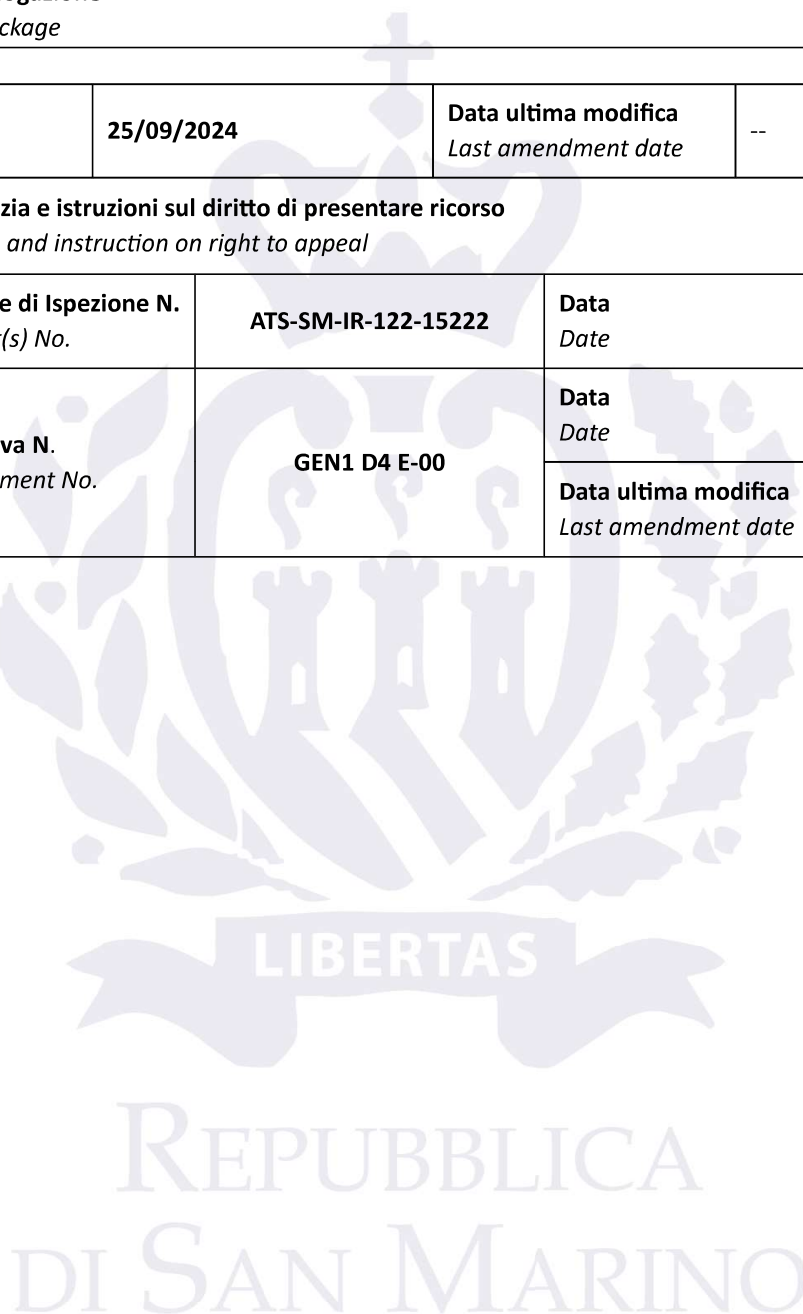 ckage
25/09/2024
Data ultima modifica
Last amendment date
--
zia e istruzioni sul diritto di presentare ricorso
and instruction on right to appeal
e di Ispezione N.
(s) No.
ATS-SM-IR-122-15222
Data
Date
va N.
ment No.
GEN1 D4 E-00
Data
Date
Data ultima modifica
Last amendment date
LIBERTAS
REPUBBLICA
DI SAN MARINO